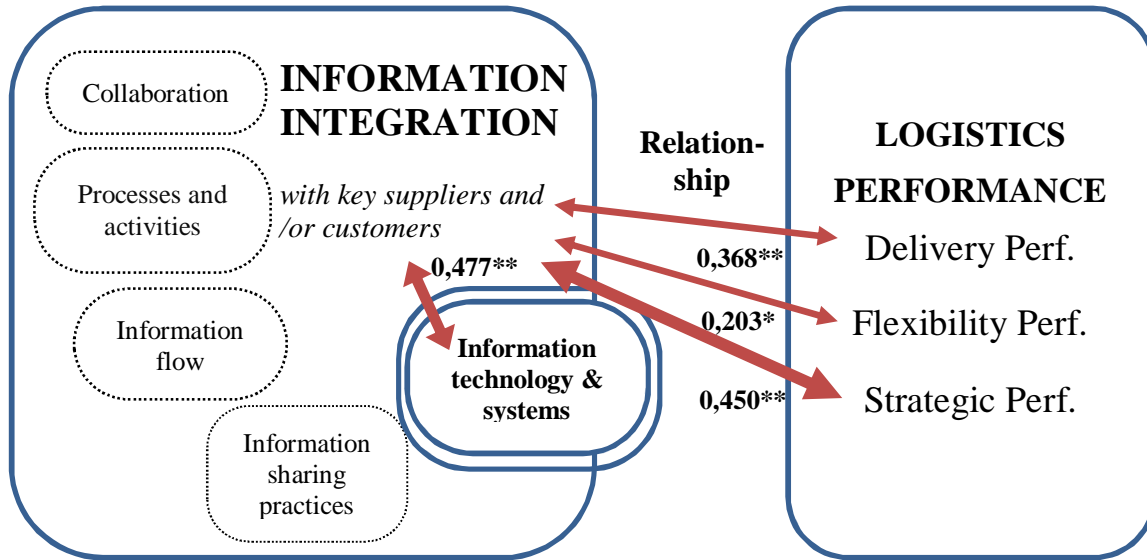 Collaboration
INFORMATION
INTEGRATION
Processes and
activities
with key suppliers and
/or customers
0,477**
Information
flow
Information
technology &
systems
Information
sharing
practices
Relation-
ship
0,368**
0,203*
0,450**
LOGISTICS
PERFORMANCE
Delivery Perf.
Flexibility Perf.
Strategic Perf.